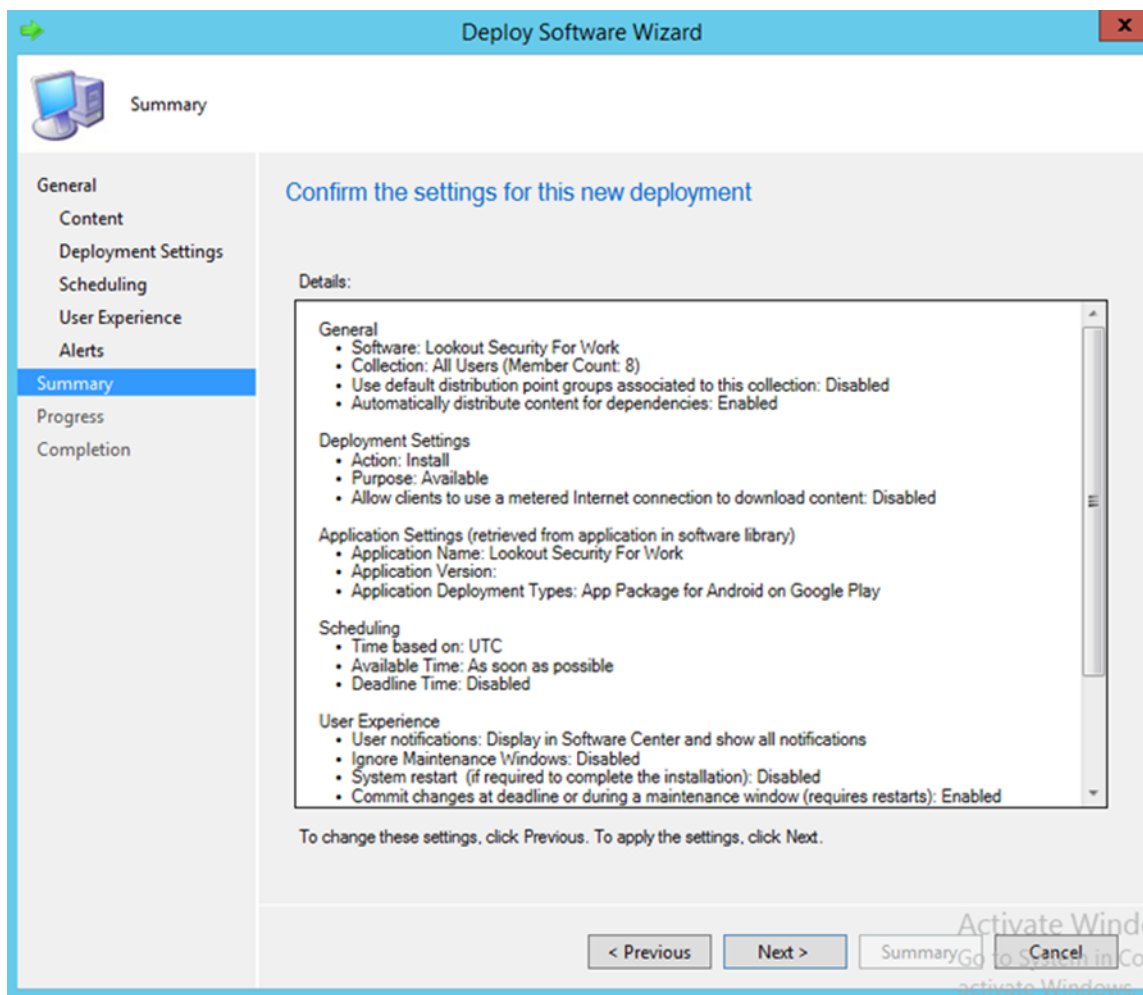 Deploy Software Wizard
x
Summary
General
Content
Deployment Settings
Scheduling
User Experience
Alerts
Summary
Progress
Completion
Confirm the settings for this new deployment
Details:
General
• Software: Lookout Security For Work
• Collection: All Users (Member Count: 8)
• Use default distribution point groups associated to this collection: Disabled
• Automatically distribute content for dependencies: Enabled
Deployment Settings
• Action: Install
• Purpose: Available
• Allow clients to use a metered Internet connection to download content: Disabled
Application Settings (retrieved from application in software library)
• Application Name: Lookout Security For Work
• Application Version:
• Application Deployment Types: App Package for Android on Google Play
Scheduling
• Time based on: UTC
• Available Time: As soon as possible
• Deadline Time: Disabled
User Experience
• User notifications: Display in Software Center and show all notifications
• Ignore Maintenance Windows: Disabled
• System restart (if required to complete the installation): Disabled
• Commit changes at deadline or during a maintenance window (requires restarts): Enabled
To change these settings, click Previous. To apply the settings, click Next.
Activate Wind
< Previous Next > Summary Cancel
Go to System in Co
activate Windows